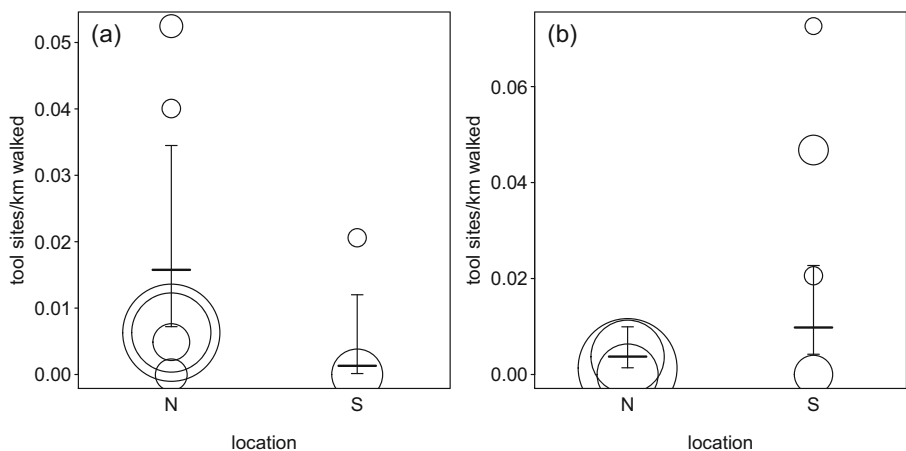 (a)
tool sites/km walked
0.05
0.04
0.03
0.02
0.01
0.00
N
S
location
(b)
tool sites/km walked
0.06
0.04
0.02
0.00
N
S
location